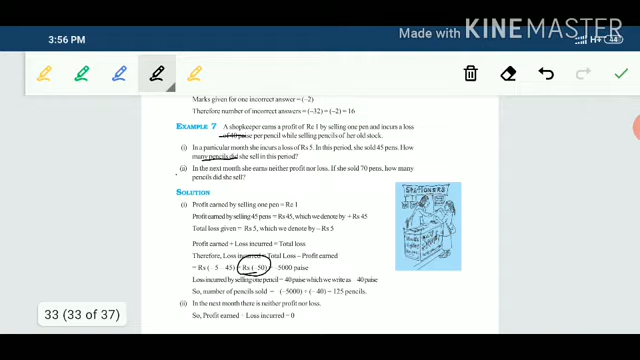 3:56 PM
Made with KINEMASTER
H+ 44
Marks given for one incorrect answer = (−2)
Therefore number of incorrect answers = (−32) ÷ (−2) = 16
EXAMPLE 7 A shopkeeper earns a profit of Re 1 by selling one pen and incurs a loss
of 40 paise per pencil while selling pencils of her old stock.
(i) In a particular month she incurs a loss of Rs 5. In this period, she sold 45 pens. How
many pencils did she sell in this period?
(ii) In the next month she earns neither profit nor loss. If she sold 70 pens, how many
pencils did she sell?
SOLUTION
(i) Profit earned by selling one pen = Re 1
Profit earned by selling 45 pens = Rs 45, which we denote by + Rs 45
Total loss given = Rs 5, which we denote by – Rs 5
Profit earned + Loss incurred = Total loss
Therefore, Loss incurred = Total Loss – Profit earned
= Rs (– 5 – 45) = Rs (–50) = –5000 paise
Loss incurred by selling one pencil = 40 paise which we write as – 40 paise
So, number of pencils sold = (–5000) ÷ (– 40) = 125 pencils.
(ii) In the next month there is neither profit nor loss.
So, Profit earned + Loss incurred = 0
STATIONERS
33 (33 of 37)